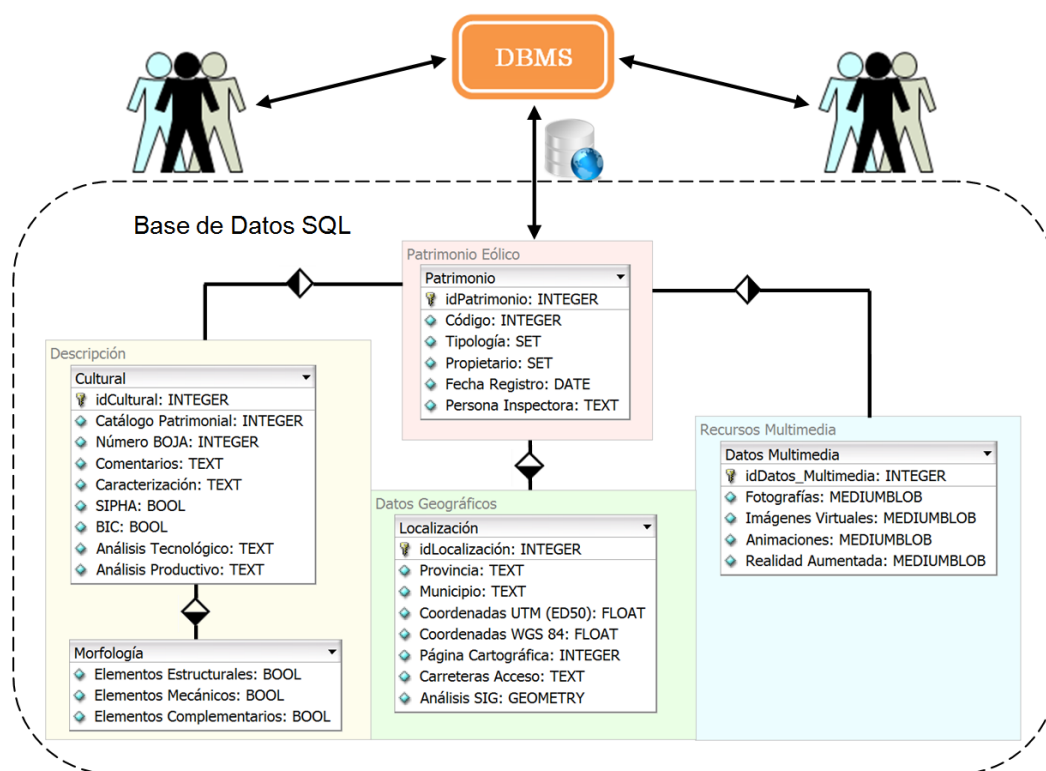 DBMS
Base de Datos SQL
Patrimonio Eólico
Patrimonio
idPatrimonio: INTEGER
Código: INTEGER
Tipología: SET
Propietario: SET
Fecha Registro: DATE
Persona Inspectora: TEXT
Descripción
Cultural
idCultural: INTEGER
Catálogo Patrimonial: INTEGER
Número BOJA: INTEGER
Comentarios: TEXT
Caracterización: TEXT
SIPHA: BOOL
BIC: BOOL
Análisis Tecnológico: TEXT
Análisis Productivo: TEXT
Morfología
Elementos Estructurales: BOOL
Elementos Mecánicos: BOOL
Elementos Complementarios: BOOL
Datos Geográficos
Localización
idLocalización: INTEGER
Provincia: TEXT
Municipio: TEXT
Coordenadas UTM (ED50): FLOAT
Coordenadas WGS 84: FLOAT
Página Cartográfica: INTEGER
Carreteras Acceso: TEXT
Análisis SIG: GEOMETRY
Recursos Multimedia
Datos Multimedia
idDatos_Multimedia: INTEGER
Fotografías: MEDIUMBLOB
Imágenes Virtuales: MEDIUMBLOB
Animaciones: MEDIUMBLOB
Realidad Aumentada: MEDIUMBLOB